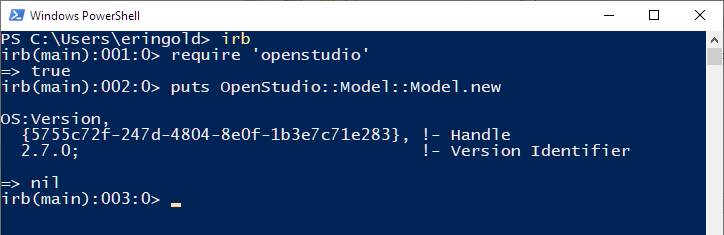 Windows PowerShell
PS C:\Users\eringold> irb
irb(main):001:0> require 'openstudio'
=> true
irb(main):002:0> puts OpenStudio::Model::Model.new
OS:Version,
  {5755c72f-247d-4804-8e0f-1b3e7c71e283}, !- Handle
  2.7.0;                                  !- Version Identifier
=> nil
irb(main):003:0> _